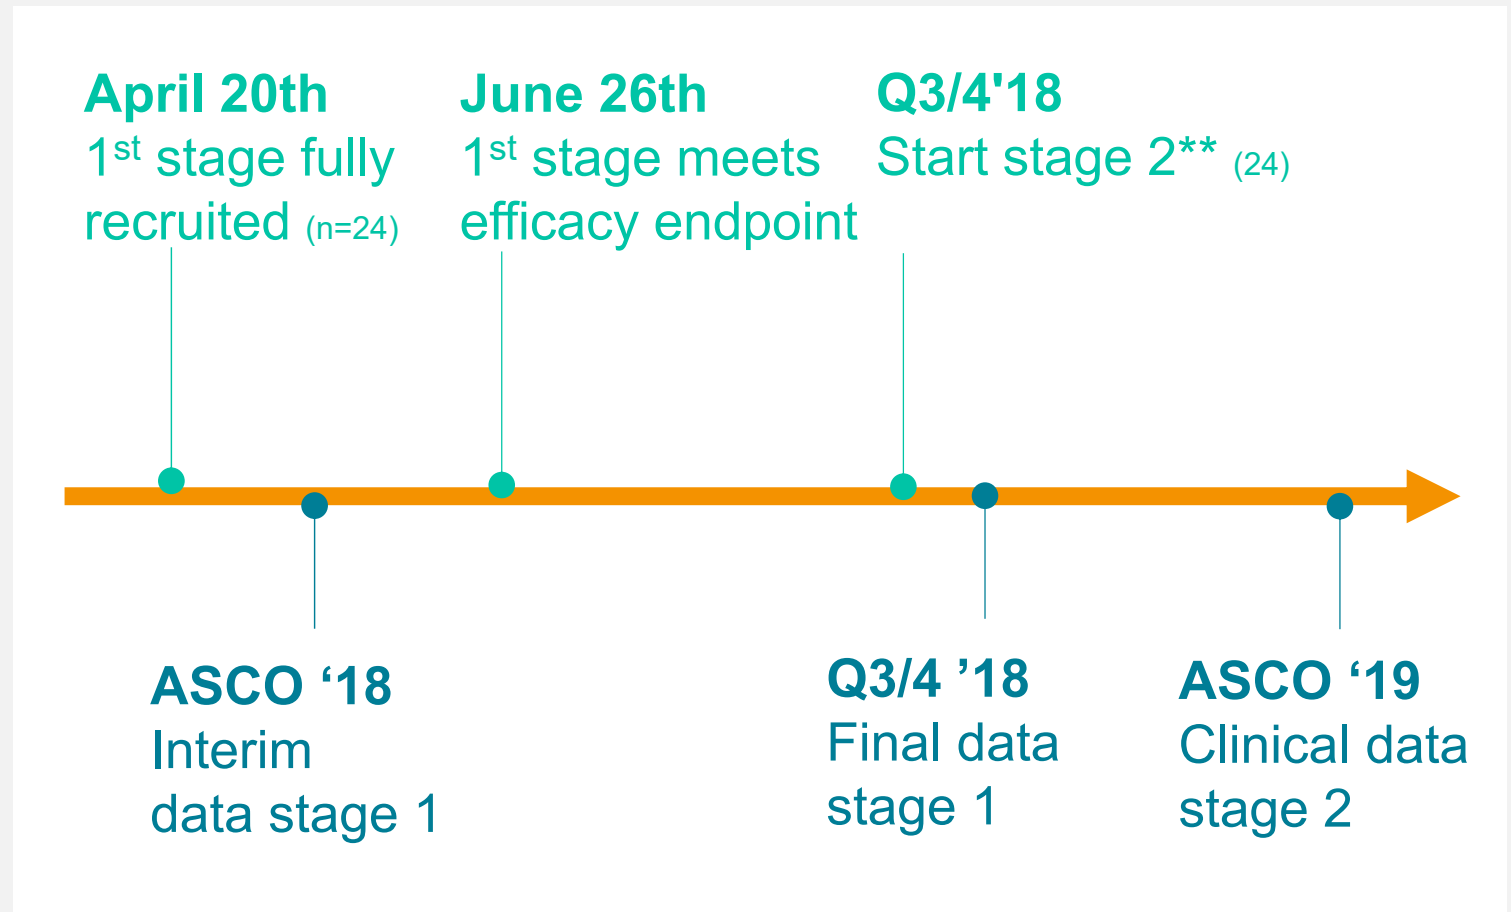 April 20th
1st stage fully
recruited (n=24)
June 26th
1st stage meets
efficacy endpoint
Q3/4'18
Start stage 2** (24)
ASCO ‘18
Interim
data stage 1
Q3/4 ’18
Final data
stage 1
ASCO ‘19
Clinical data
stage 2